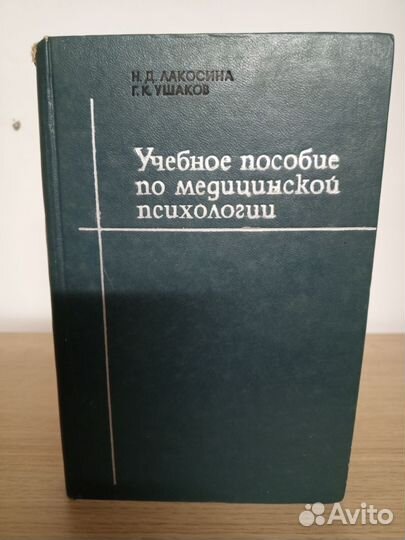 Н. Д. ЛАКОСИНА
Г. К. УШАКОВ
Учебное пособие
по медицинской
психологии
Avito